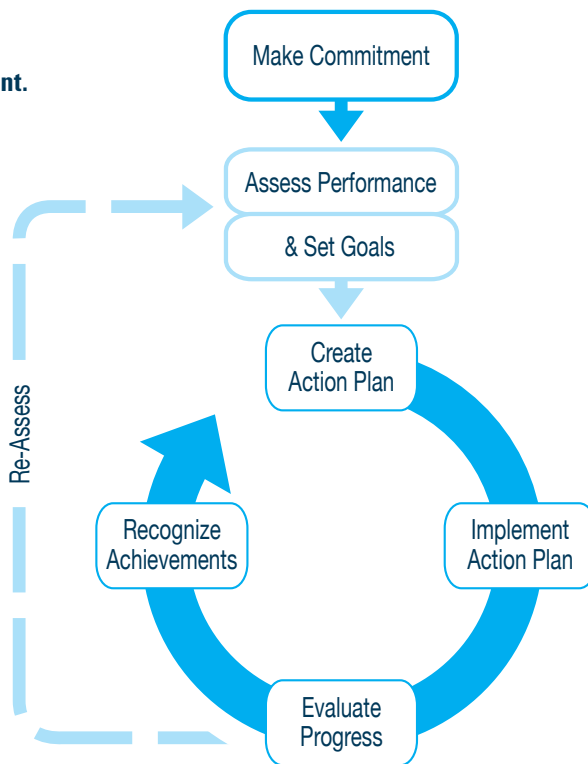 nt.
Make Commitment
Assess Performance
& Set Goals
Create
Action Plan
Re-Assess
Recognize
Achievements
Implement
Action Plan
Evaluate
Progress